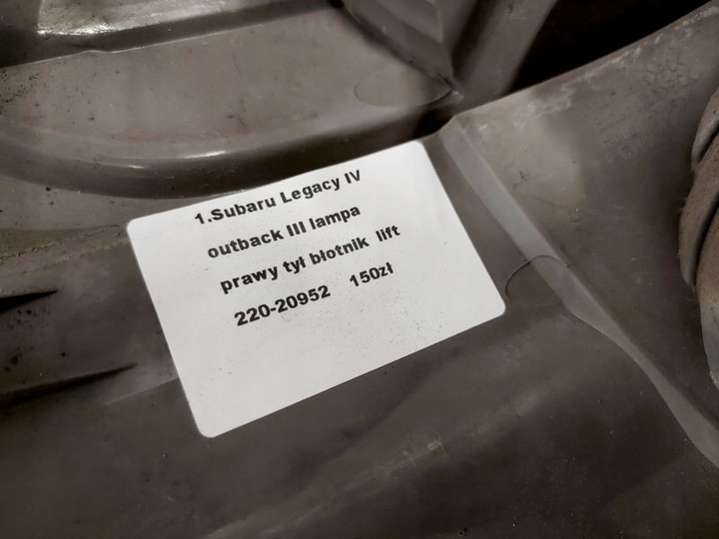 1.Subaru Legacy IV
outback III lampa
prawy tył błotnik lift
220-20952 150zł